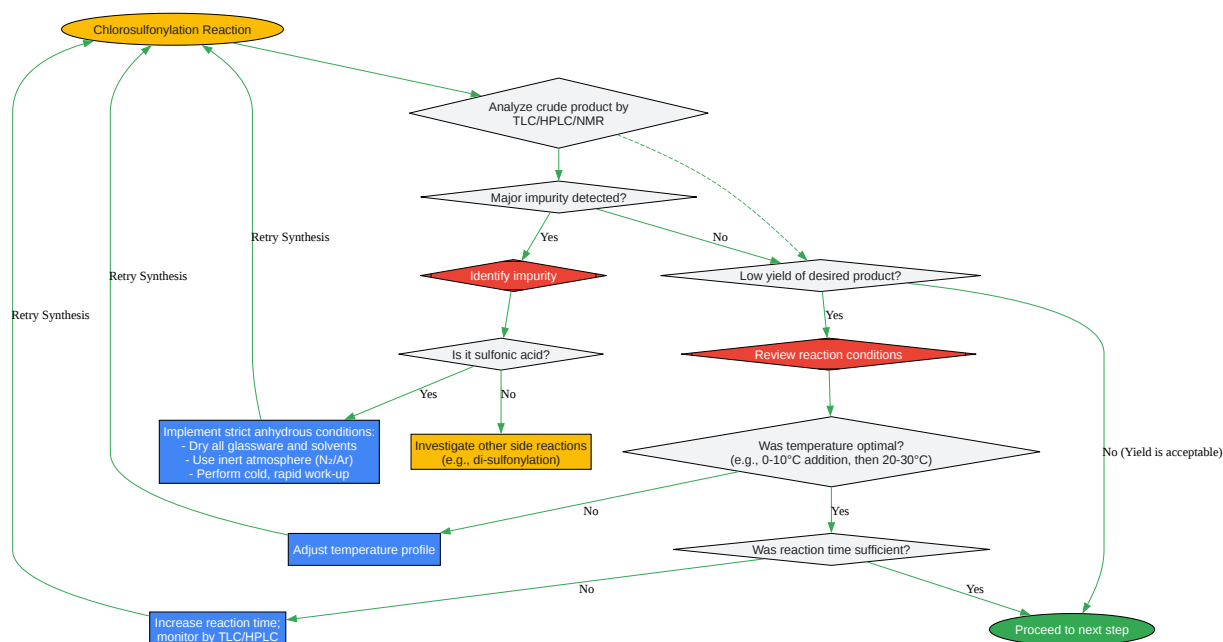 Chlorosulfonylation Reaction
Analyze crude product by
TLC/HPLC/NMR
Major impurity detected?
Retry Synthesis
Yes
No
Retry Synthesis
Identify impurity
Low yield of desired product?
Retry Synthesis
Yes
Is it sulfonic acid?
Review reaction conditions
Yes
No
Implement strict anhydrous conditions:
- Dry all glassware and solvents
- Use inert atmosphere (N₂/Ar)
- Perform cold, rapid work-up
Investigate other side reactions
(e.g., di-sulfonylation)
Was temperature optimal?
(e.g., 0-10°C addition, then 20-30°C)
No (Yield is acceptable)
No
Yes
Adjust temperature profile
Was reaction time sufficient?
No
Yes
Increase reaction time;
monitor by TLC/HPLC
Proceed to next step